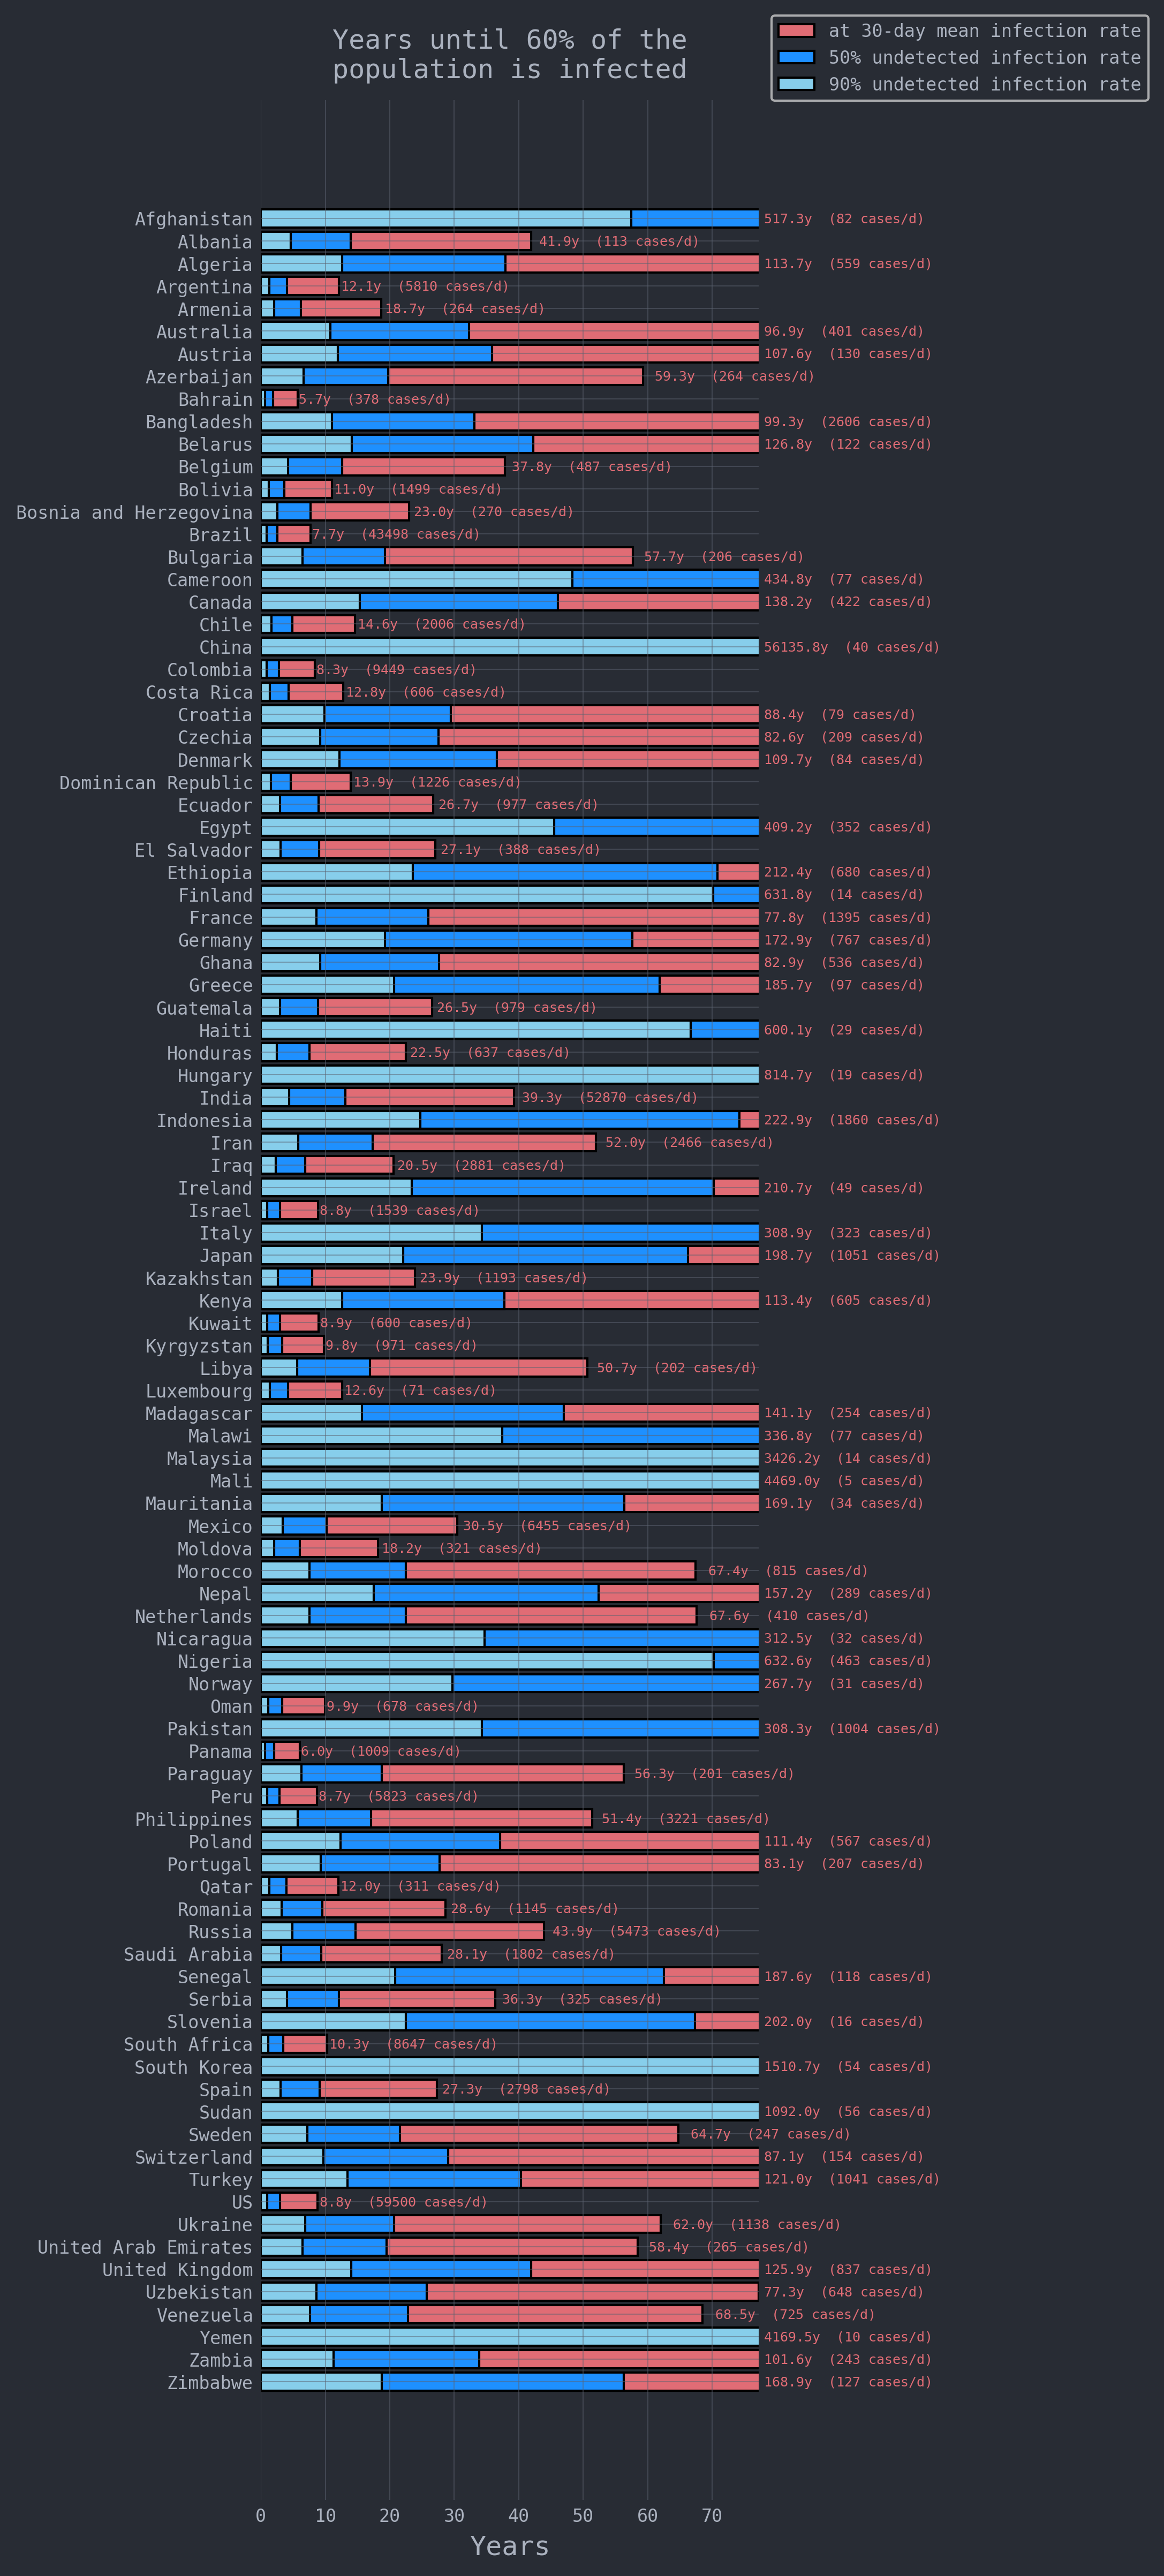 Years until 60% of the
population is infected
at 30-day mean infection rate
50% undetected infection rate
90% undetected infection rate
Afghanistan 517.3y (82 cases/d)
Albania 41.9y (113 cases/d)
Algeria 113.7y (559 cases/d)
Argentina 12.1y (5810 cases/d)
Armenia 18.7y (264 cases/d)
Australia 96.9y (401 cases/d)
Austria 107.6y (130 cases/d)
Azerbaijan 59.3y (264 cases/d)
Bahrain 5.7y (378 cases/d)
Bangladesh 99.3y (2606 cases/d)
Belarus 126.8y (122 cases/d)
Belgium 37.8y (487 cases/d)
Bolivia 11.0y (1499 cases/d)
Bosnia and Herzegovina 23.0y (270 cases/d)
Brazil 7.7y (43498 cases/d)
Bulgaria 57.7y (206 cases/d)
Cameroon 434.8y (77 cases/d)
Canada 138.2y (422 cases/d)
Chile 14.6y (2006 cases/d)
China 56135.8y (40 cases/d)
Colombia 8.3y (9449 cases/d)
Costa Rica 12.8y (606 cases/d)
Croatia 88.4y (79 cases/d)
Czechia 82.6y (209 cases/d)
Denmark 109.7y (84 cases/d)
Dominican Republic 13.9y (1226 cases/d)
Ecuador 26.7y (977 cases/d)
Egypt 409.2y (352 cases/d)
El Salvador 27.1y (388 cases/d)
Ethiopia 212.4y (680 cases/d)
Finland 631.8y (14 cases/d)
France 77.8y (1395 cases/d)
Germany 172.9y (767 cases/d)
Ghana 82.9y (536 cases/d)
Greece 185.7y (97 cases/d)
Guatemala 26.5y (979 cases/d)
Haiti 600.1y (29 cases/d)
Honduras 22.5y (637 cases/d)
Hungary 814.7y (19 cases/d)
India 39.3y (52870 cases/d)
Indonesia 222.9y (1860 cases/d)
Iran 52.0y (2466 cases/d)
Iraq 20.5y (2881 cases/d)
Ireland 210.7y (49 cases/d)
Israel 8.8y (1539 cases/d)
Italy 308.9y (323 cases/d)
Japan 198.7y (1051 cases/d)
Kazakhstan 23.9y (1193 cases/d)
Kenya 113.4y (605 cases/d)
Kuwait 8.9y (600 cases/d)
Kyrgyzstan 9.8y (971 cases/d)
Libya 50.7y (202 cases/d)
Luxembourg 12.6y (71 cases/d)
Madagascar 141.1y (254 cases/d)
Malawi 336.8y (77 cases/d)
Malaysia 3426.2y (14 cases/d)
Mali 4469.0y (5 cases/d)
Mauritania 169.1y (34 cases/d)
Mexico 30.5y (6455 cases/d)
Moldova 18.2y (321 cases/d)
Morocco 67.4y (815 cases/d)
Nepal 157.2y (289 cases/d)
Netherlands 67.6y (410 cases/d)
Nicaragua 312.5y (32 cases/d)
Nigeria 632.6y (463 cases/d)
Norway 267.7y (31 cases/d)
Oman 9.9y (678 cases/d)
Pakistan 308.3y (1004 cases/d)
Panama 6.0y (1009 cases/d)
Paraguay 56.3y (201 cases/d)
Peru 8.7y (5823 cases/d)
Philippines 51.4y (3221 cases/d)
Poland 111.4y (567 cases/d)
Portugal 83.1y (207 cases/d)
Qatar 12.0y (311 cases/d)
Romania 28.6y (1145 cases/d)
Russia 43.9y (5473 cases/d)
Saudi Arabia 28.1y (1802 cases/d)
Senegal 187.6y (118 cases/d)
Serbia 36.3y (325 cases/d)
Slovenia 202.0y (16 cases/d)
South Africa 10.3y (8647 cases/d)
South Korea 1510.7y (54 cases/d)
Spain 27.3y (2798 cases/d)
Sudan 1092.0y (56 cases/d)
Sweden 64.7y (247 cases/d)
Switzerland 87.1y (154 cases/d)
Turkey 121.0y (1041 cases/d)
US 8.8y (59500 cases/d)
Ukraine 62.0y (1138 cases/d)
United Arab Emirates 58.4y (265 cases/d)
United Kingdom 125.9y (837 cases/d)
Uzbekistan 77.3y (648 cases/d)
Venezuela 68.5y (725 cases/d)
Yemen 4169.5y (10 cases/d)
Zambia 101.6y (243 cases/d)
Zimbabwe 168.9y (127 cases/d)
0 10 20 30 40 50 60 70
Years